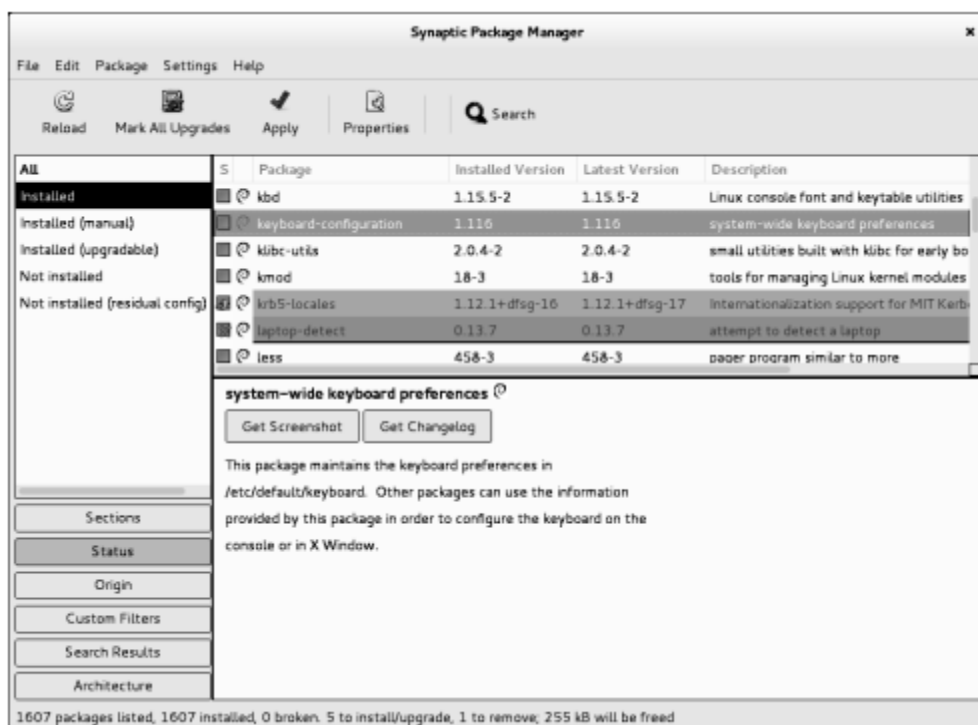 Synaptic Package Manager
File Edit Package Settings Help
Reload Mark All Upgrades Apply Properties Search
All
Installed
Installed (manual)
Installed (upgradable)
Not installed
Not installed (residual config)
S Package Installed Version Latest Version Description
kbd 1.15.5-2 1.15.5-2 Linux console font and keytable utilities
keyboard-configuration 1.116 1.116 system-wide keyboard preferences
klibc-utils 2.0.4-2 2.0.4-2 small utilities built with klibc for early bo
kmod 18-3 18-3 tools for managing Linux kernel modules
krb5-locales 1.12.1+dfsg-16 1.12.1+dfsg-17 Internationalization support for MIT Kerb
laptop-detect 0.13.7 0.13.7 attempt to detect a laptop
less 458-3 458-3 pager program similar to more
system-wide keyboard preferences
Get Screenshot Get Changelog
This package maintains the keyboard preferences in
/etc/default/keyboard. Other packages can use the information
provided by this package in order to configure the keyboard on the
console or in X Window.
Sections
Status
Origin
Custom Filters
Search Results
Architecture
1607 packages listed, 1607 installed, 0 broken. 5 to install/upgrade, 1 to remove; 255 kB will be freed